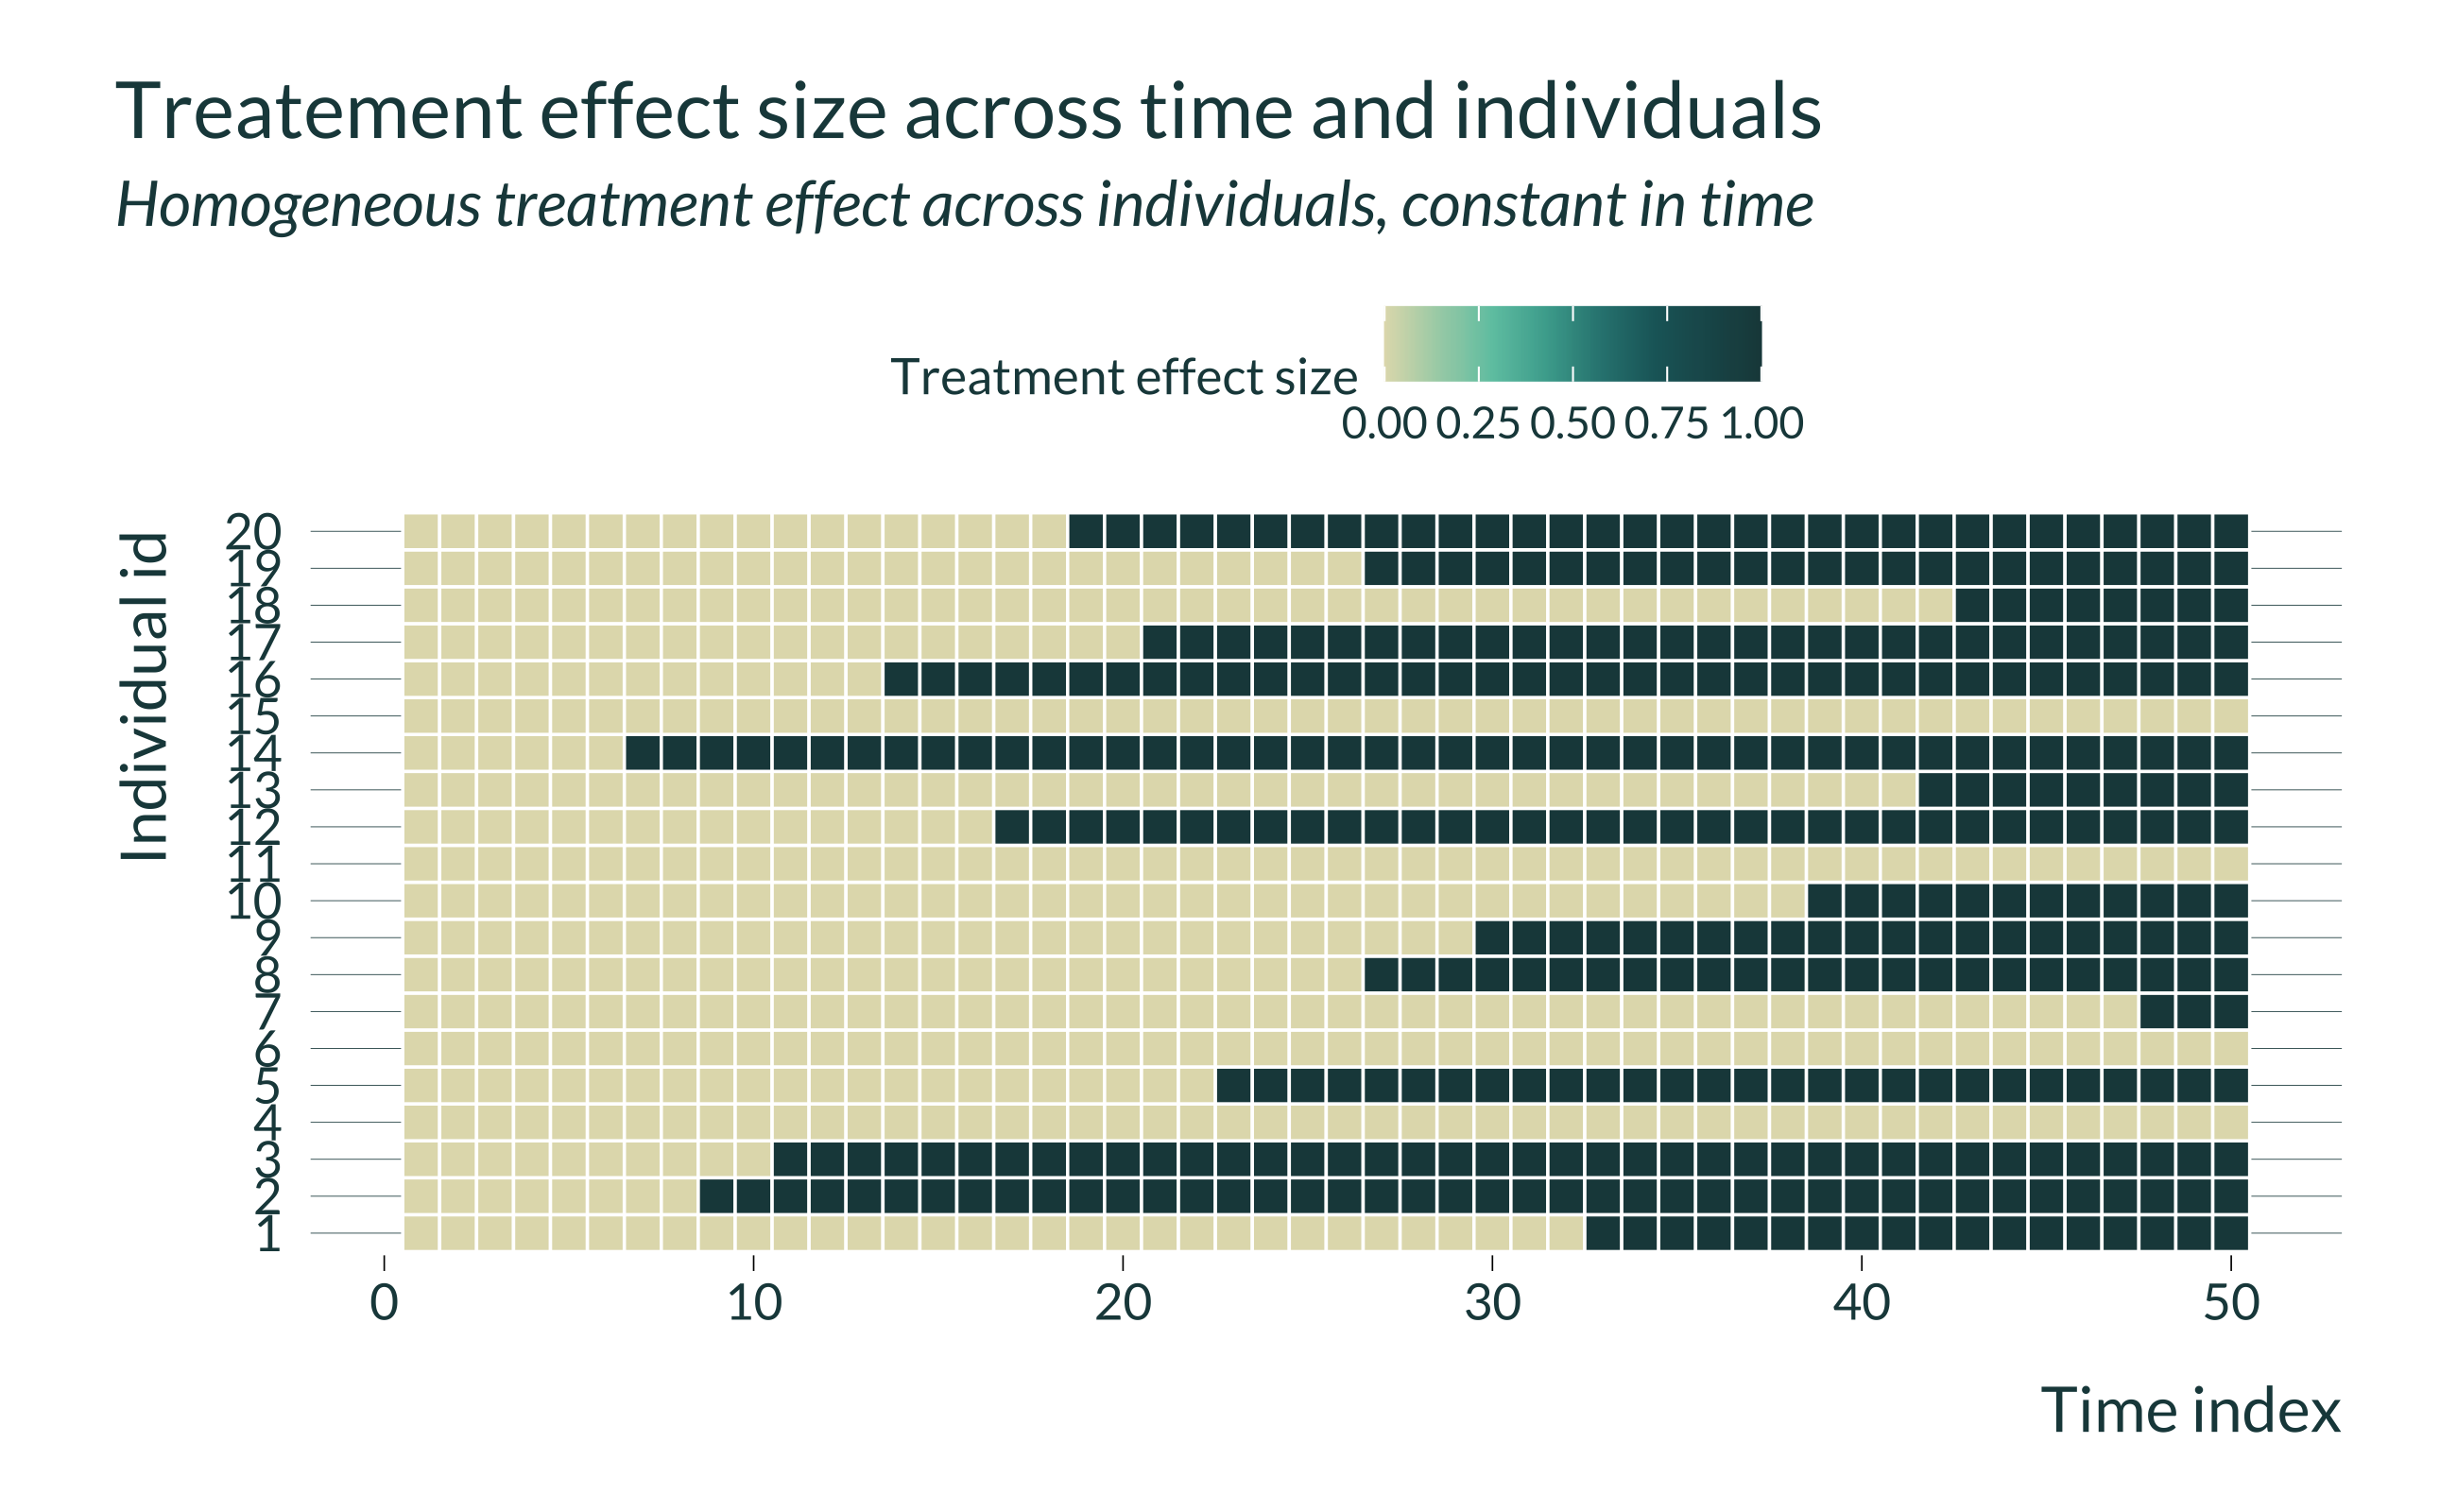 Treatement effect size across time and individuals
Homogeneous treatment effect across individuals, constant in time
Treatment effect size
0.00 0.25 0.50 0.75 1.00
Individual id
20
19
18
17
16
15
14
13
12
11
10
9
8
7
6
5
4
3
2
1
0 10 20 30 40 50
Time index